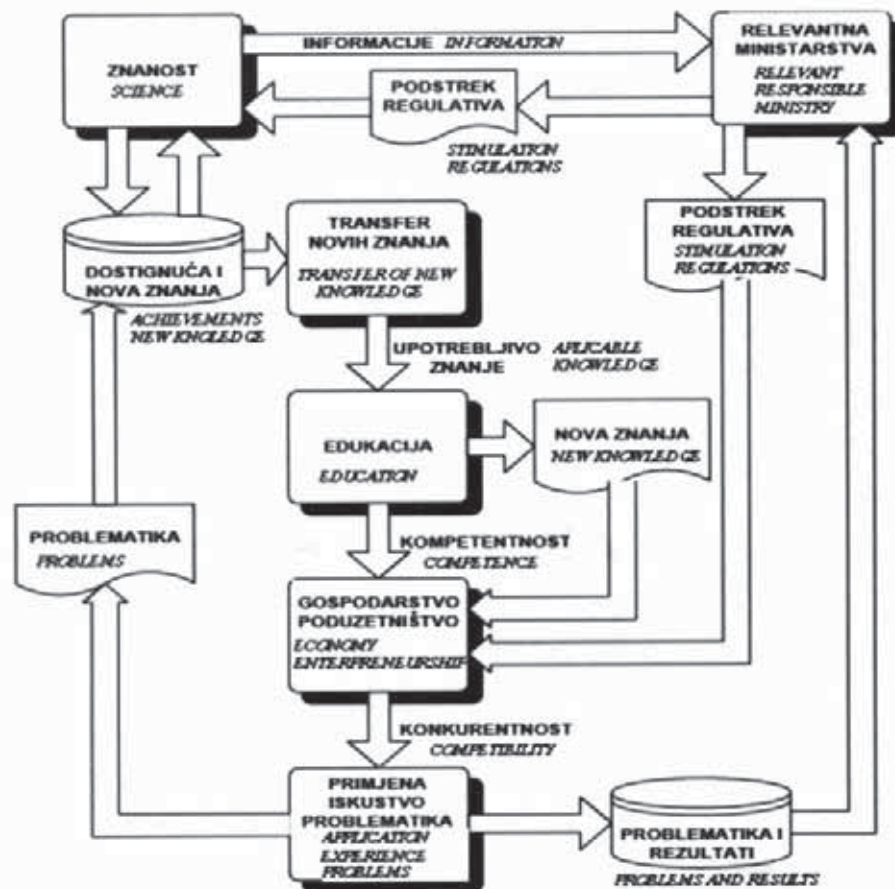 ZNANOST
SCIENCE
INFORMACIJE INFORMATION
RELEVANTNA
MINISTARSTVA
RELEVANT
RESPONSIBLE
MINISTRY
PODSTREK
REGULATIVA
STIMULATION
REGULATIONS
PODSTREK
REGULATIVA
STIMULATION
REGULATIONS
DOSTIGNUĆA I
NOVA ZNANJA
ACHIEVEMENTS
NEW KNOLEDGE
TRANSFER
NOVIH ZNANJA
TRANSFER OF NEW
KNOWLEDGE
UPOTREBLJIVO APLICABLE
ZNANJE KNOWLEDGE
EDUKACIJA
EDUCATION
NOVA ZNANJA
NEW KNOWLEDGE
PROBLEMATIKA
PROBLEMS
KOMPETENTNOST
COMPETENCE
GOSPODARSTVO
PODUZETNIŠTVO
ECONOMY
ENTERPRENEURSHIP
KONKURENTNOST
COMPETIBILITY
PRIMJENA
ISKUSTVO
PROBLEMATIKA
APPLICATION
EXPERIENCE
PROBLEMS
PROBLEMATIKA I
REZULTATI
PROBLEMS AND RESULTS